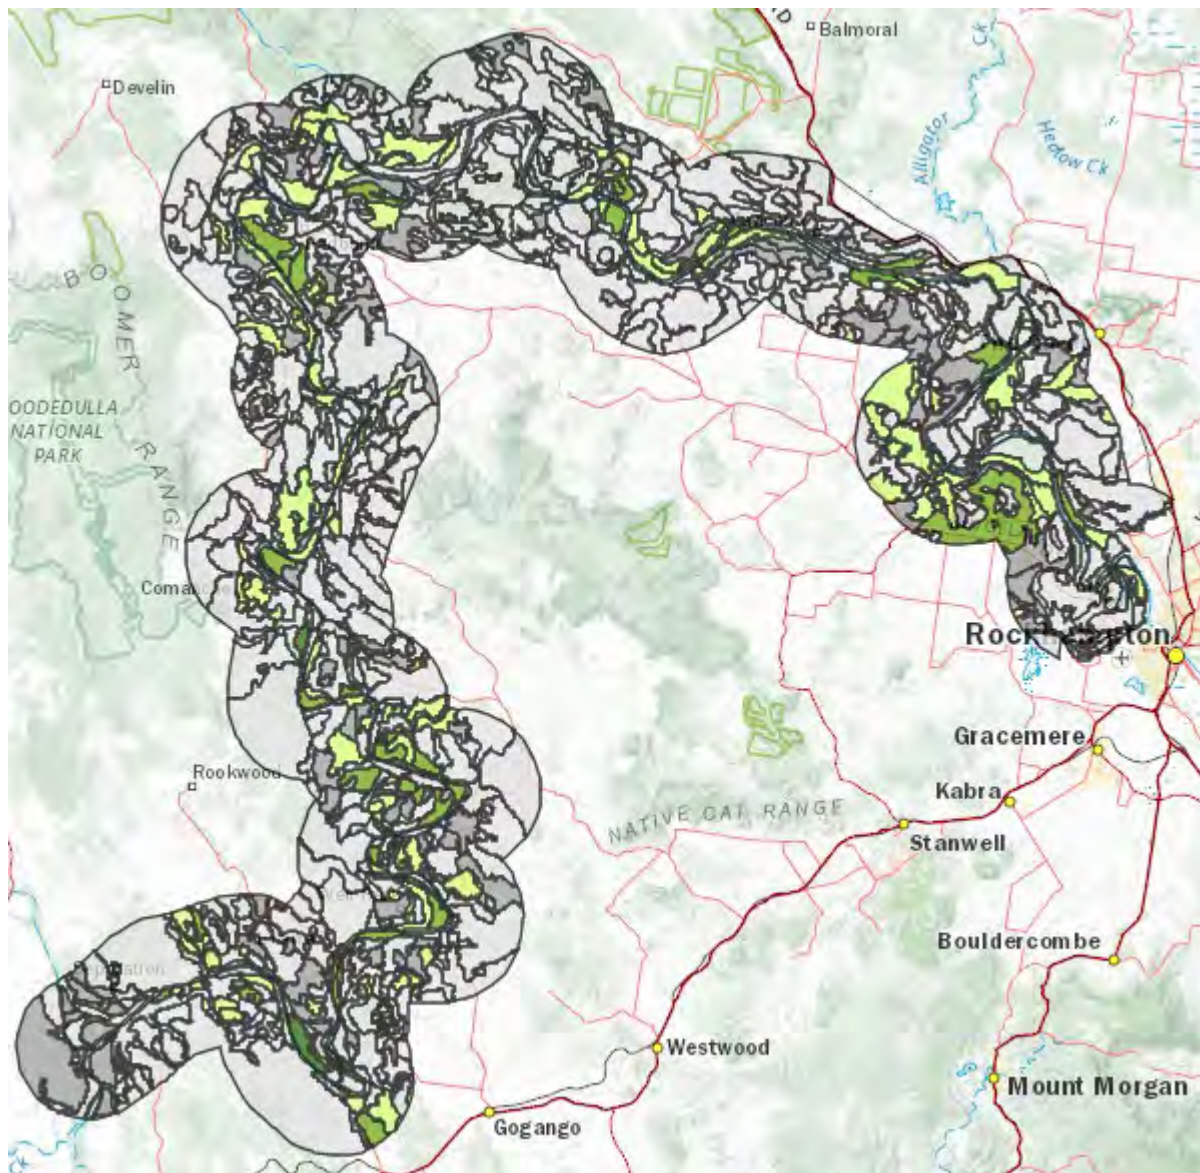 Balmoral
Develin
Ck
Alligator
Hedlow Ck
BOOMER
RANGE
OODEDULLA
NATIONAL
PARK
Rookwood
Gracemere
Kabra
NATIVE CAT RANGE
Stanwell
Bouldercombe
Westwood
Mount Morgan
Gogango